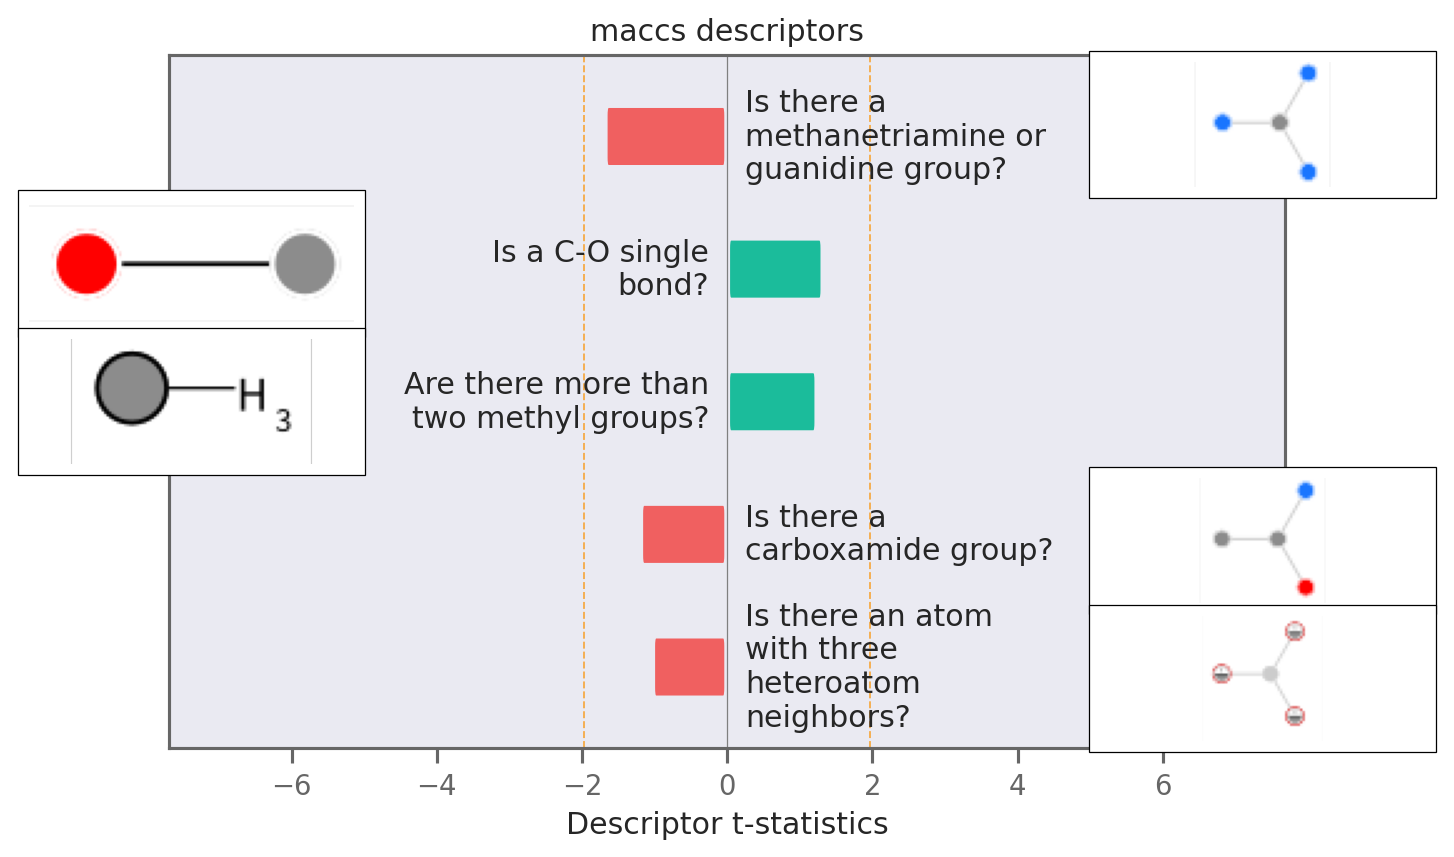 maccs descriptors
Is there a
methanetriamine or
guanidine group?
Is a C-O single
bond?
H
3
Are there more than
two methyl groups?
Is there a
carboxamide group?
Is there an atom
with three
heteroatom
neighbors?
−6 −4 −2 0 2 4 6
Descriptor t-statistics